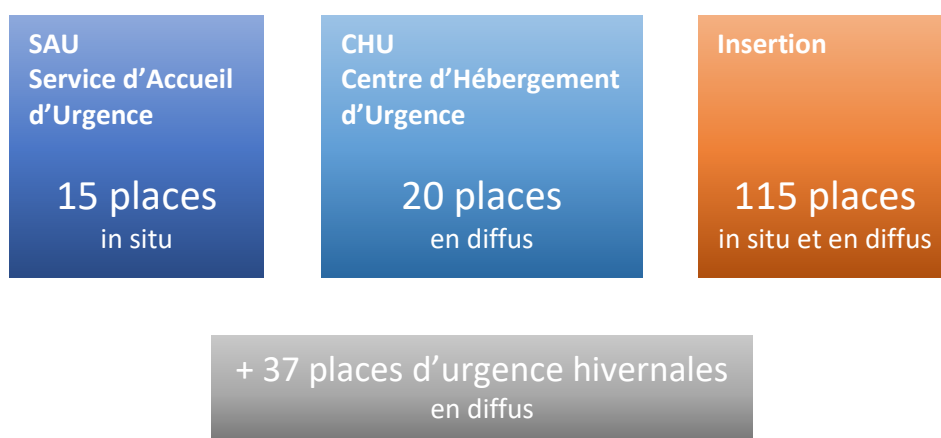 SAU
Service d’Accueil
d’Urgence
15 places
in situ
CHU
Centre d’Hébergement
d’Urgence
20 places
en diffus
Insertion
115 places
in situ et en diffus
+ 37 places d’urgence hivernales
en diffus